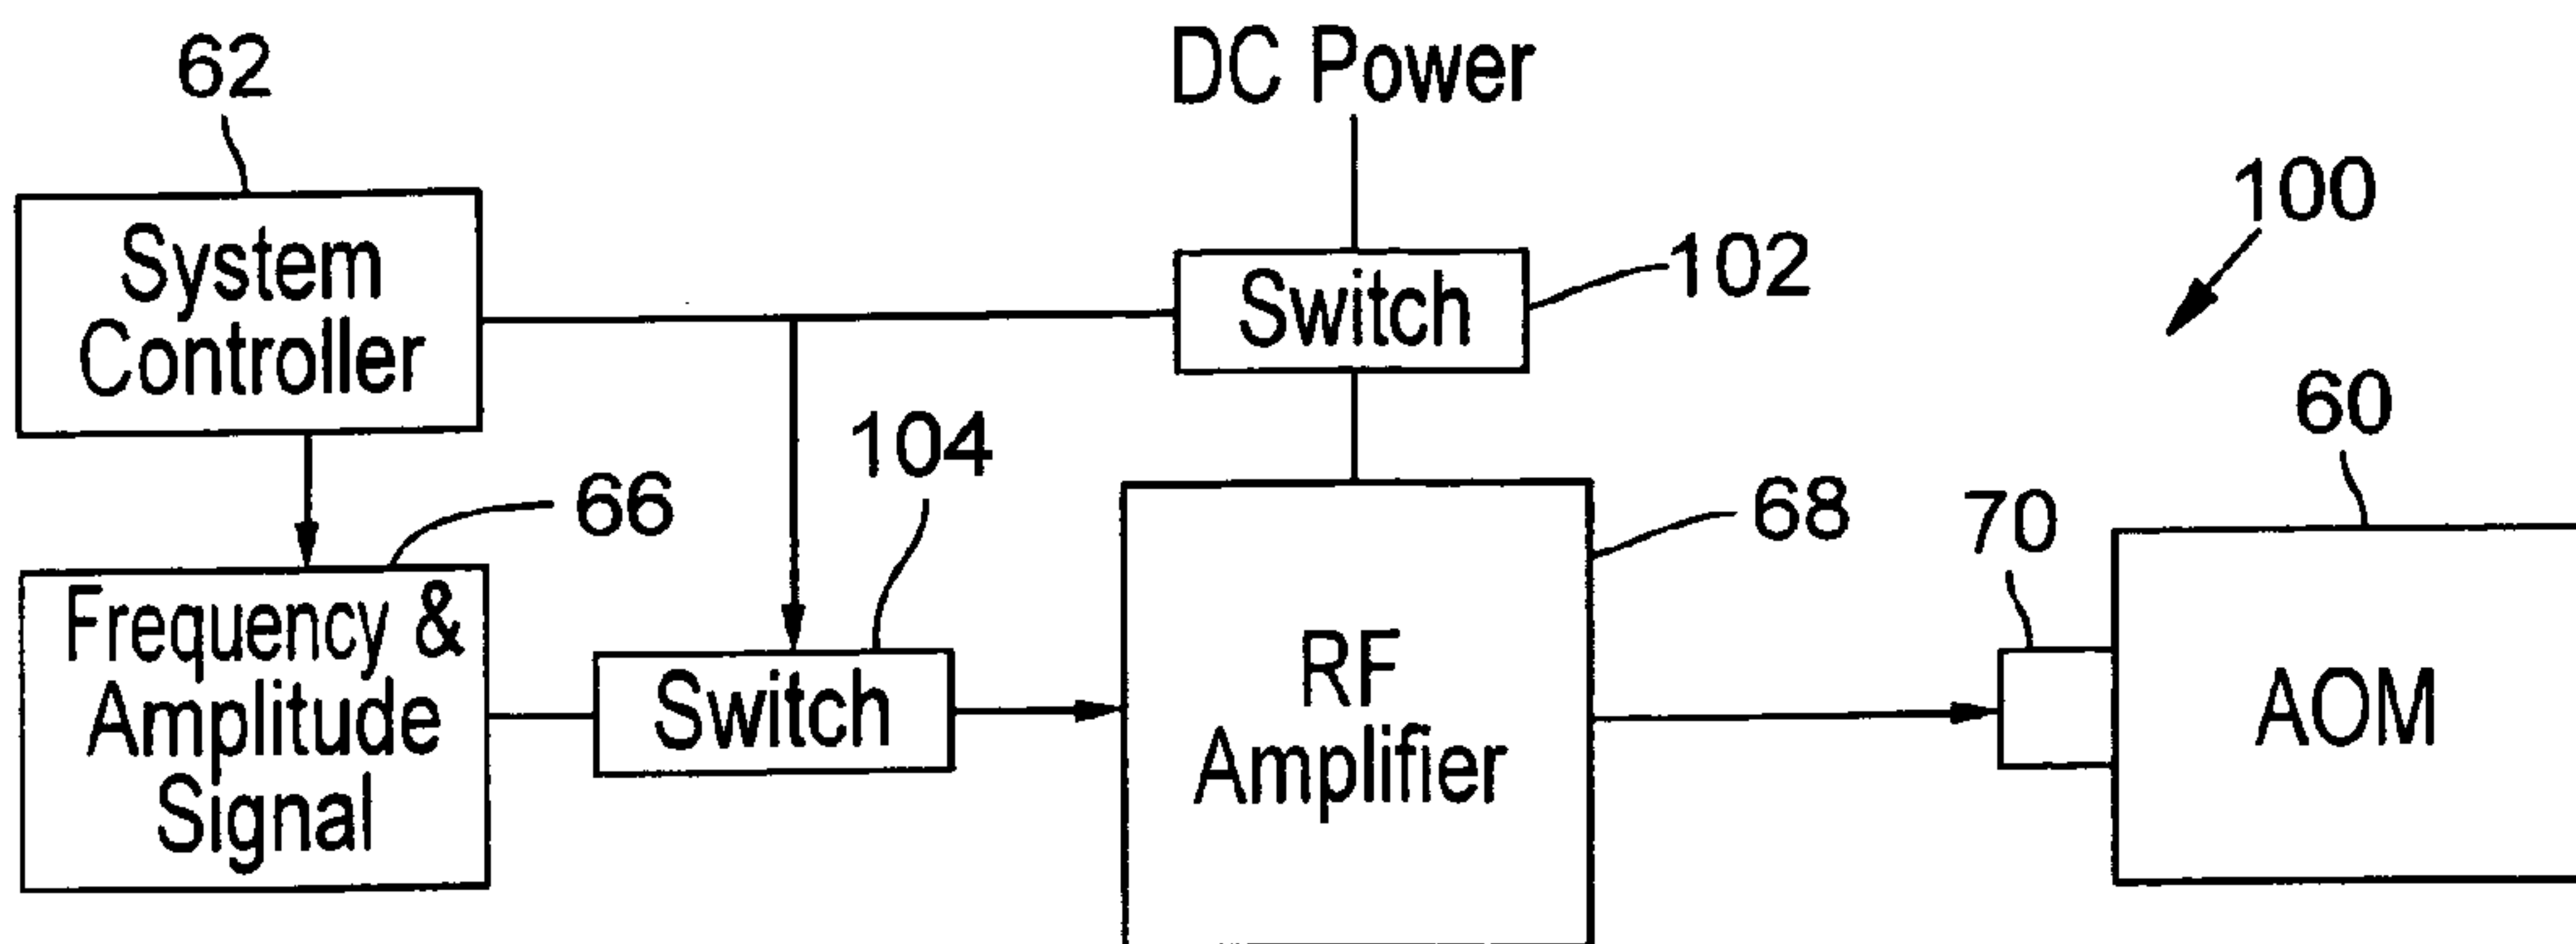 62
DC Power
100
System
Controller
Switch
102
60
104
66
68
70
Frequency &
Amplitude
Signal
Switch
RF
Amplifier
AOM